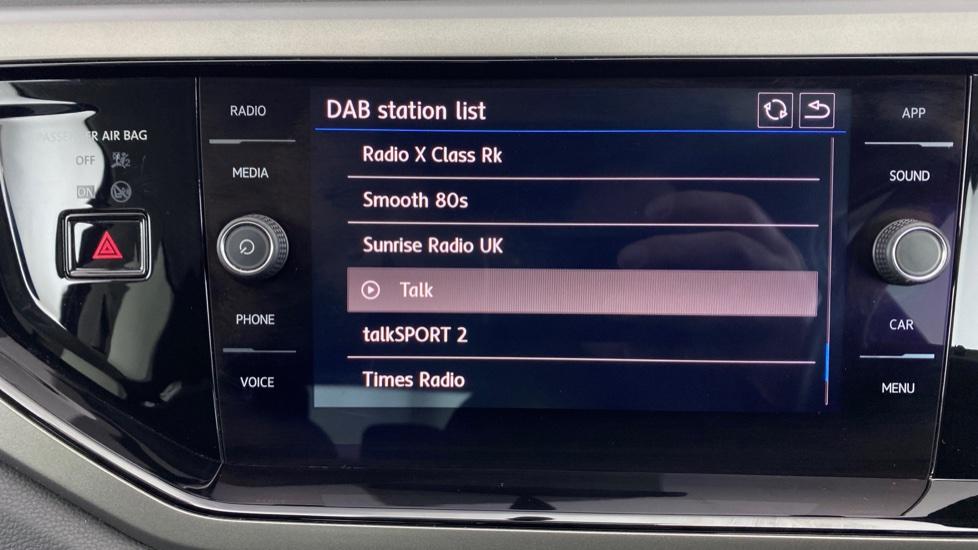 PASSENGER AIR BAG
OFF
ON
RADIO
MEDIA
PHONE
VOICE
DAB station list
Radio X Class Rk
Smooth 80s
Sunrise Radio UK
Talk
talkSPORT 2
Times Radio
APP
SOUND
CAR
MENU